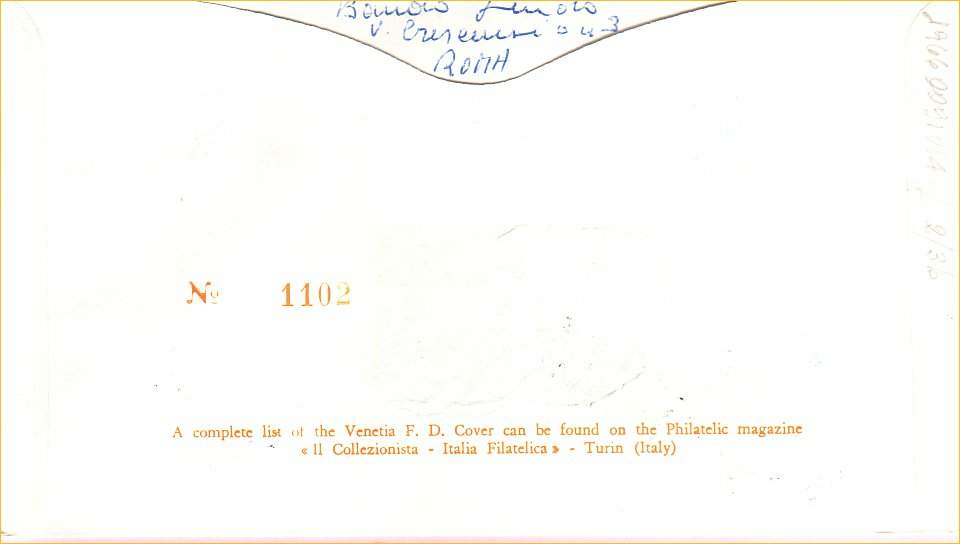 V. Crescenzio 43
ROMA
Nº 1102
A complete list of the Venetia F. D. Cover can be found on the Philatelic magazine
« Il Collezionista - Italia Filatelica » - Turin (Italy)